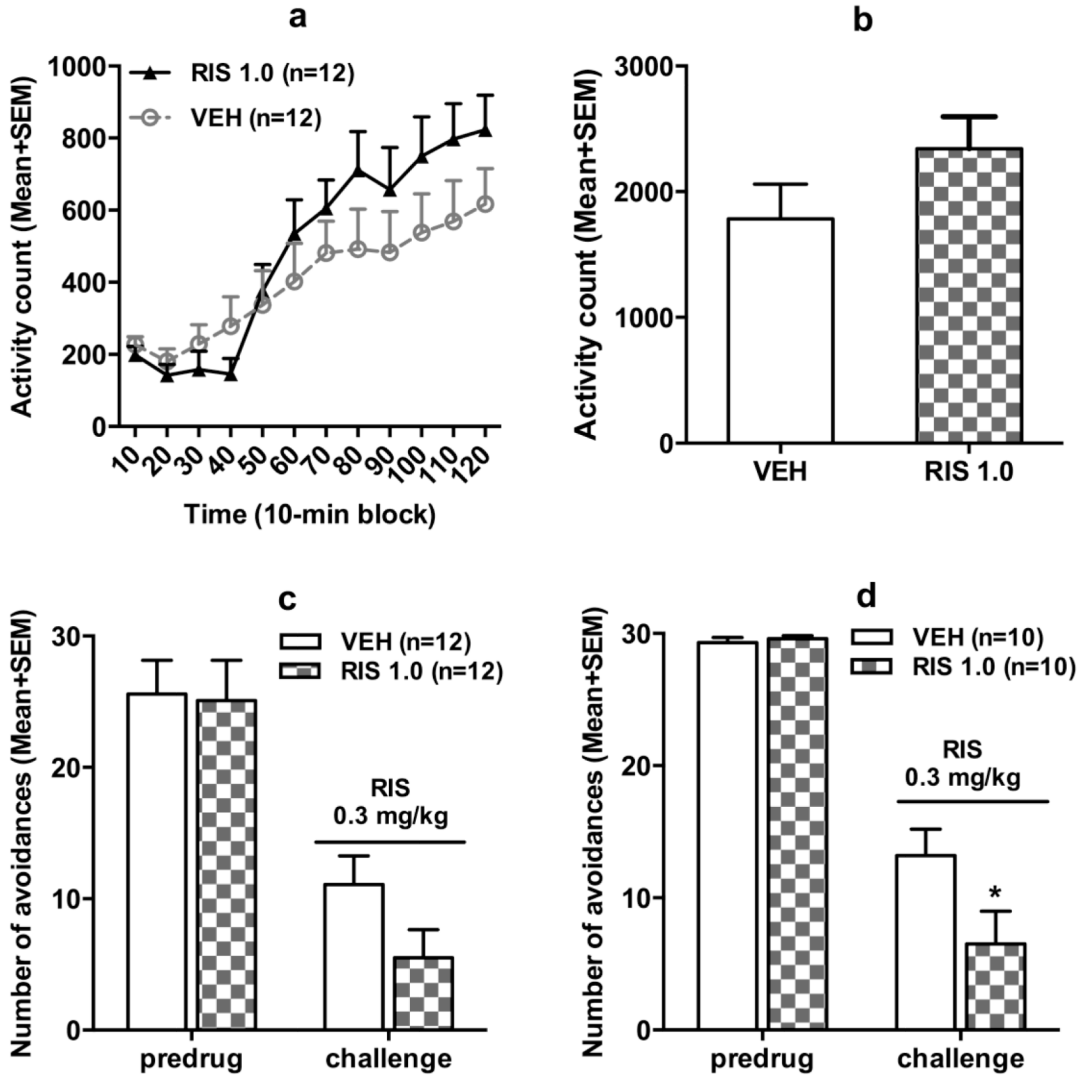 a
Activity count (Mean+SEM)
1000
800
600
400
200
0
RIS 1.0 (n=12)
VEH (n=12)
10 20 30 40 50 60 70 80 90 100 110 120
Time (10-min block)
b
Activity count (Mean+SEM)
3000
2000
1000
0
VEH RIS 1.0
c
Number of avoidances (Mean+SEM)
30
20
10
0
VEH (n=12)
RIS 1.0 (n=12)
RIS
0.3 mg/kg
predrug challenge
d
Number of avoidances (Mean+SEM)
30
20
10
0
VEH (n=10)
RIS 1.0 (n=10)
RIS
0.3 mg/kg
*
predrug challenge